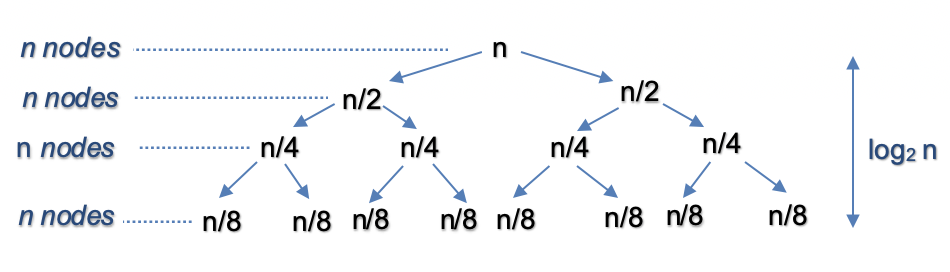 n nodes n
n nodes n/2 n/2
n nodes n/4 n/4 n/4 n/4 log₂ n
n nodes n/8 n/8 n/8 n/8 n/8 n/8 n/8 n/8